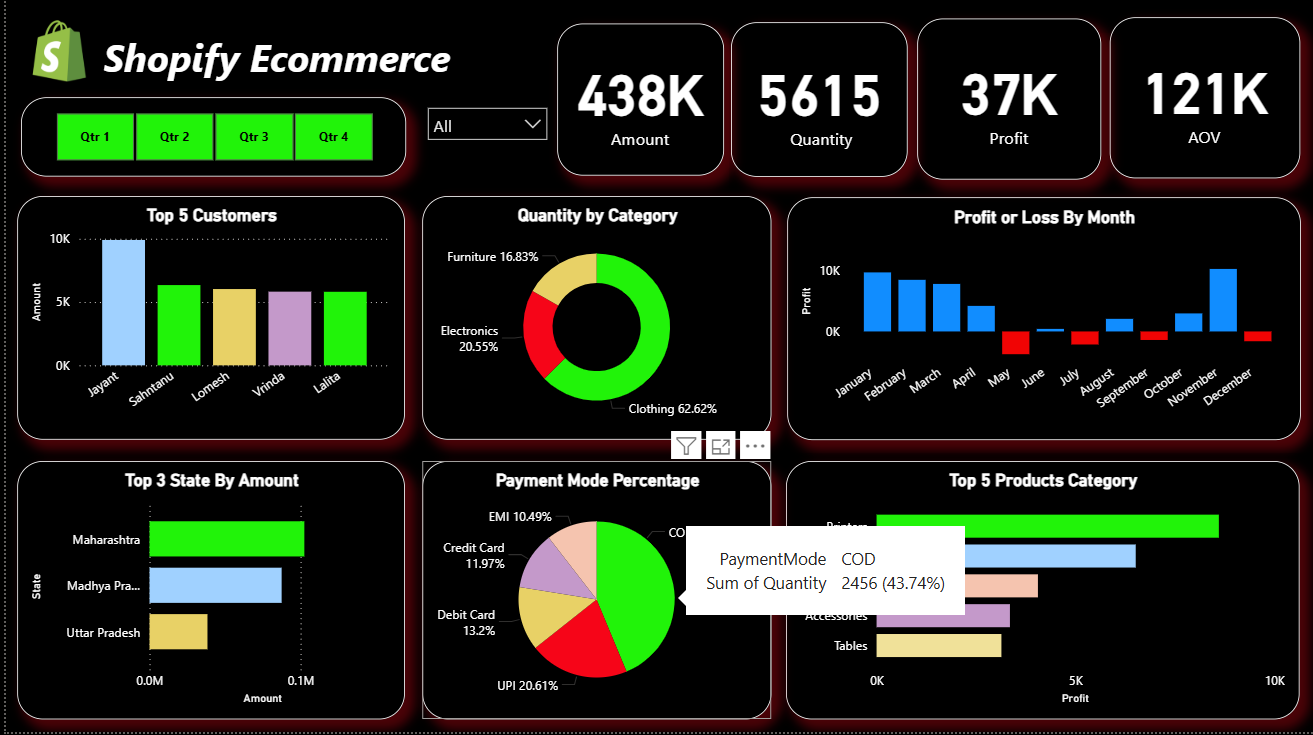 S
Shopify Ecommerce
Qtr 1
Qtr 2
Qtr 3
Qtr 4
All
438K
Amount
5615
Quantity
37K
Profit
121K
AOV
Top 5 Customers
10K
5K
0K
Amount
Jayant
Sahntanu
Lomesh
Vrinda
Lalita
Quantity by Category
Furniture 16.83%
Electronics
20.55%
Clothing 62.62%
Profit or Loss By Month
10K
0K
Profit
January
February
March
April
May
June
July
August
September
October
November
December
Top 3 State By Amount
State
Maharashtra
Madhya Pra...
Uttar Pradesh
0.0M
0.1M
Amount
Payment Mode Percentage
EMI 10.49%
Credit Card
11.97%
Debit Card
13.2%
UPI 20.61%
CO
PaymentMode COD
Sum of Quantity 2456 (43.74%)
Top 5 Products Category
Printers
Accessories
Tables
0K
5K
10K
Profit